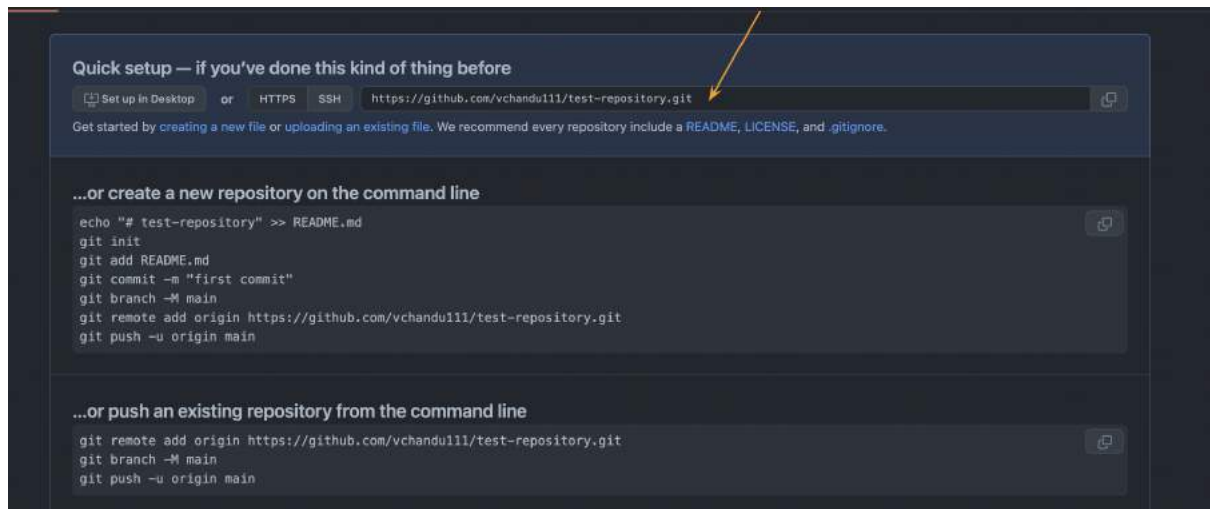 Quick setup — if you've done this kind of thing before
Set up in Desktop or HTTPS SSH https://github.com/vchandu111/test-repository.git
Get started by creating a new file or uploading an existing file. We recommend every repository include a README, LICENSE, and .gitignore.
...or create a new repository on the command line
echo "# test-repository" >> README.md
git init
git add README.md
git commit -m "first commit"
git branch -M main
git remote add origin https://github.com/vchandu111/test-repository.git
git push -u origin main
...or push an existing repository from the command line
git remote add origin https://github.com/vchandu111/test-repository.git
git branch -M main
git push -u origin main